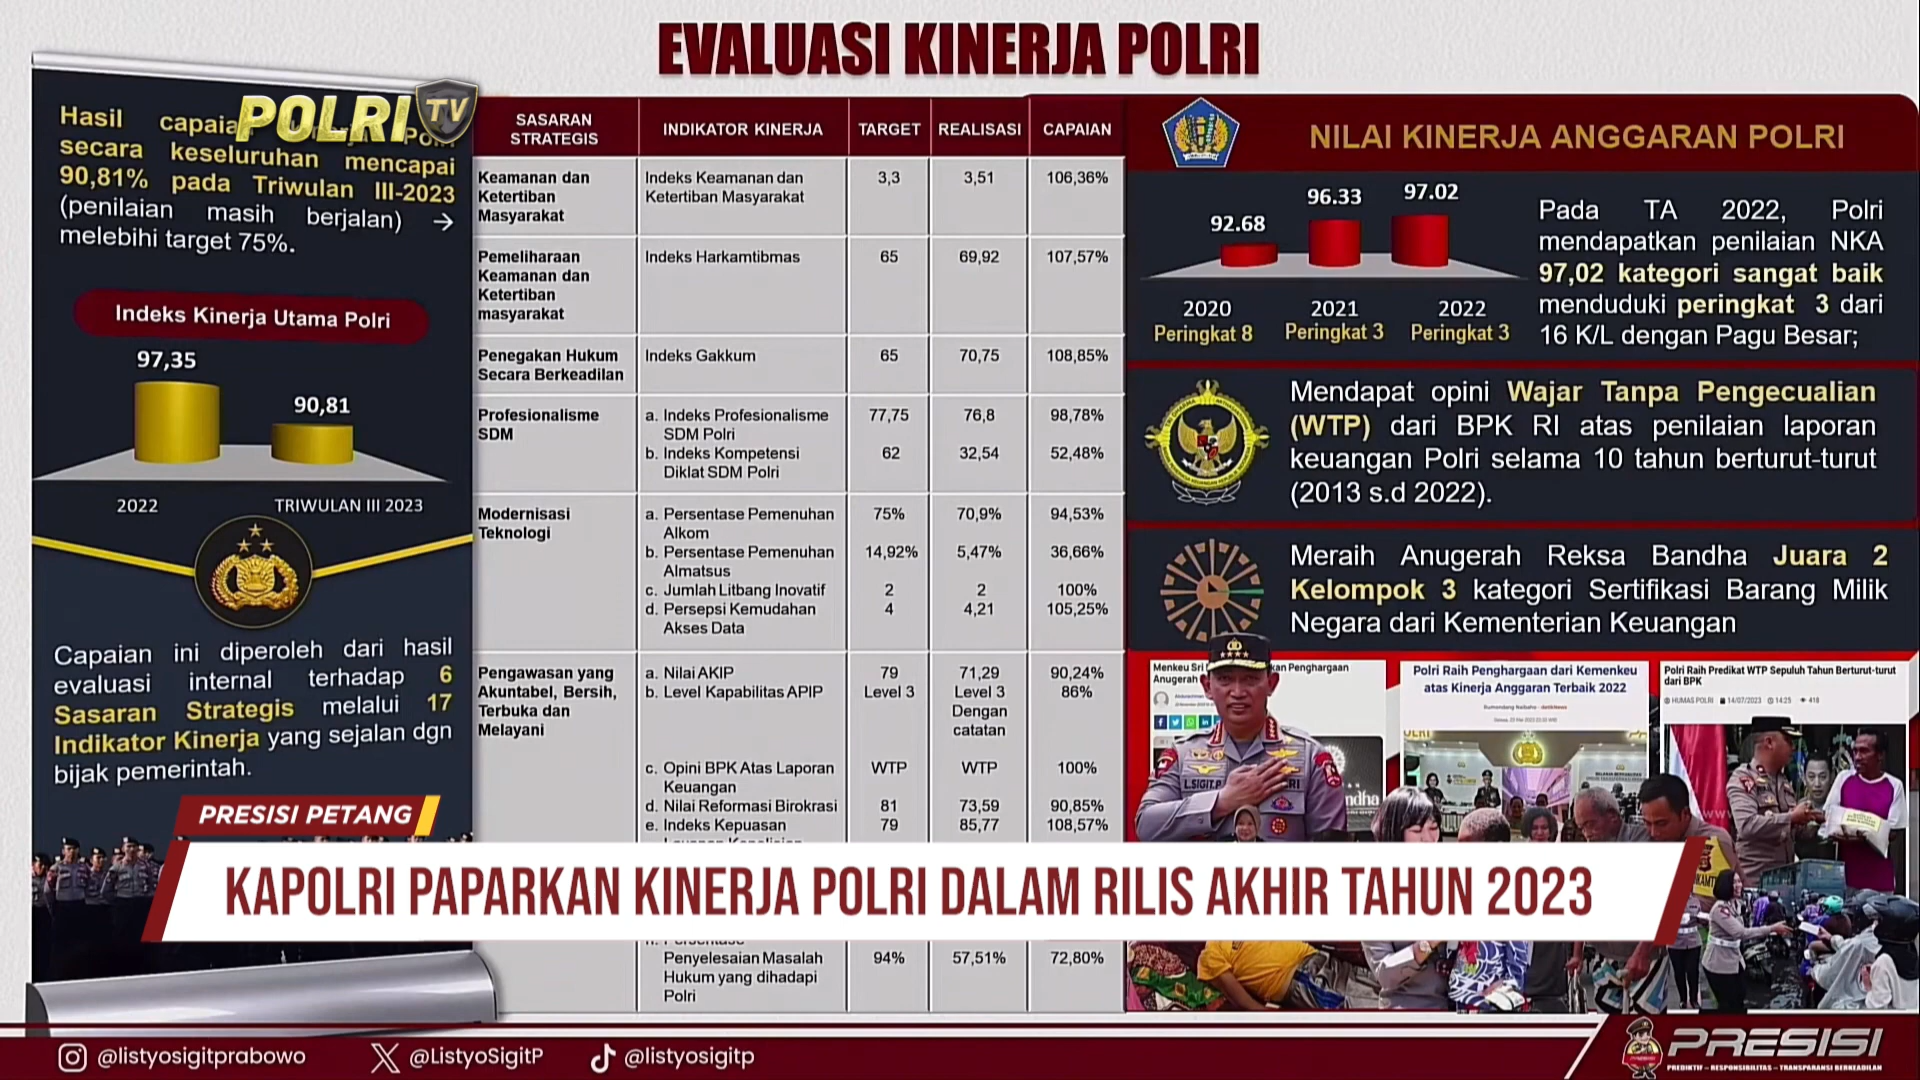 EVALUASI KINERJA POLRI
POLRI TV
Hasil
secara keseluruhan mencapai
90,81% pada Triwulan III-2023
(penilaian masih berjalan) →
melebihi target 75%.
Indeks Kinerja Utama Polri
97,35
90,81
2022
TRIWULAN III 2023
Capaian ini diperoleh dari hasil
evaluasi internal terhadap 6
Sasaran Strategis melalui 17
Indikator Kinerja yang sejalan dgn
bijak pemerintah.
SASARAN
STRATEGIS
INDIKATOR KINERJA
TARGET
REALISASI
CAPAIAN
Keamanan dan
Ketertiban
Masyarakat
Indeks Keamanan dan
Ketertiban Masyarakat
3,3
3,51
106,36%
Pemeliharaan
Keamanan dan
Ketertiban
masyarakat
Indeks Harkamtibmas
65
69,92
107,57%
Penegakan Hukum
Secara Berkeadilan
Indeks Gakkum
65
70,75
108,85%
Profesionalisme
SDM
a. Indeks Profesionalisme
SDM Polri
77,75
76,8
98,78%
b. Indeks Kompetensi
Diklat SDM Polri
62
32,54
52,48%
Modernisasi
Teknologi
a. Persentase Pemenuhan
Alkom
75%
70,9%
94,53%
b. Persentase Pemenuhan
Almatsus
14,92%
5,47%
36,66%
c. Jumlah Litbang Inovatif
2
2
100%
d. Persepsi Kemudahan
Akses Data
4
4,21
105,25%
Pengawasan yang
Akuntabel, Bersih,
Terbuka dan
Melayani
a. Nilai AKIP
79
71,29
90,24%
b. Level Kapabilitas APIP
Level 3
Level 3
Dengan
catatan
86%
c. Opini BPK Atas Laporan
Keuangan
WTP
WTP
100%
d. Nilai Reformasi Birokrasi
81
73,59
90,85%
e. Indeks Kepuasan
79
85,77
108,57%
Penyelesaian Masalah
Hukum yang dihadapi
Polri
94%
57,51%
72,80%
NILAI KINERJA ANGGARAN POLRI
92.68
96.33
97.02
2020
2021
2022
Peringkat 8
Peringkat 3
Peringkat 3
Pada TA 2022, Polri
mendapatkan penilaian NKA
97,02 kategori sangat baik
menduduki peringkat 3 dari
16 K/L dengan Pagu Besar;
Mendapat opini Wajar Tanpa Pengecualian
(WTP) dari BPK RI atas penilaian laporan
keuangan Polri selama 10 tahun berturut-turut
(2013 s.d 2022).
Meraih Anugerah Reksa Bandha Juara 2
Kelompok 3 kategori Sertifikasi Barang Milik
Negara dari Kementerian Keuangan
Menkeu Sri Penghargaan
Anugerah
Polri Raih Penghargaan dari Kemenkeu
atas Kinerja Anggaran Terbaik 2022
Polri Raih Predikat WTP Sepuluh Tahun Berturut-turut
dari BPK
HUMAS POLRI 14/07/2023 14:25 418
L.SIGIT.P
PRESISI PETANG
KAPOLRI PAPARKAN KINERJA POLRI DALAM RILIS AKHIR TAHUN 2023
@listyosigitprabowo
@ListyoSigitP
@listyosigitp
PRESISI
PREDIKTIF - RESPONSIBILITAS - TRANSPARANSI BERKEADILAN